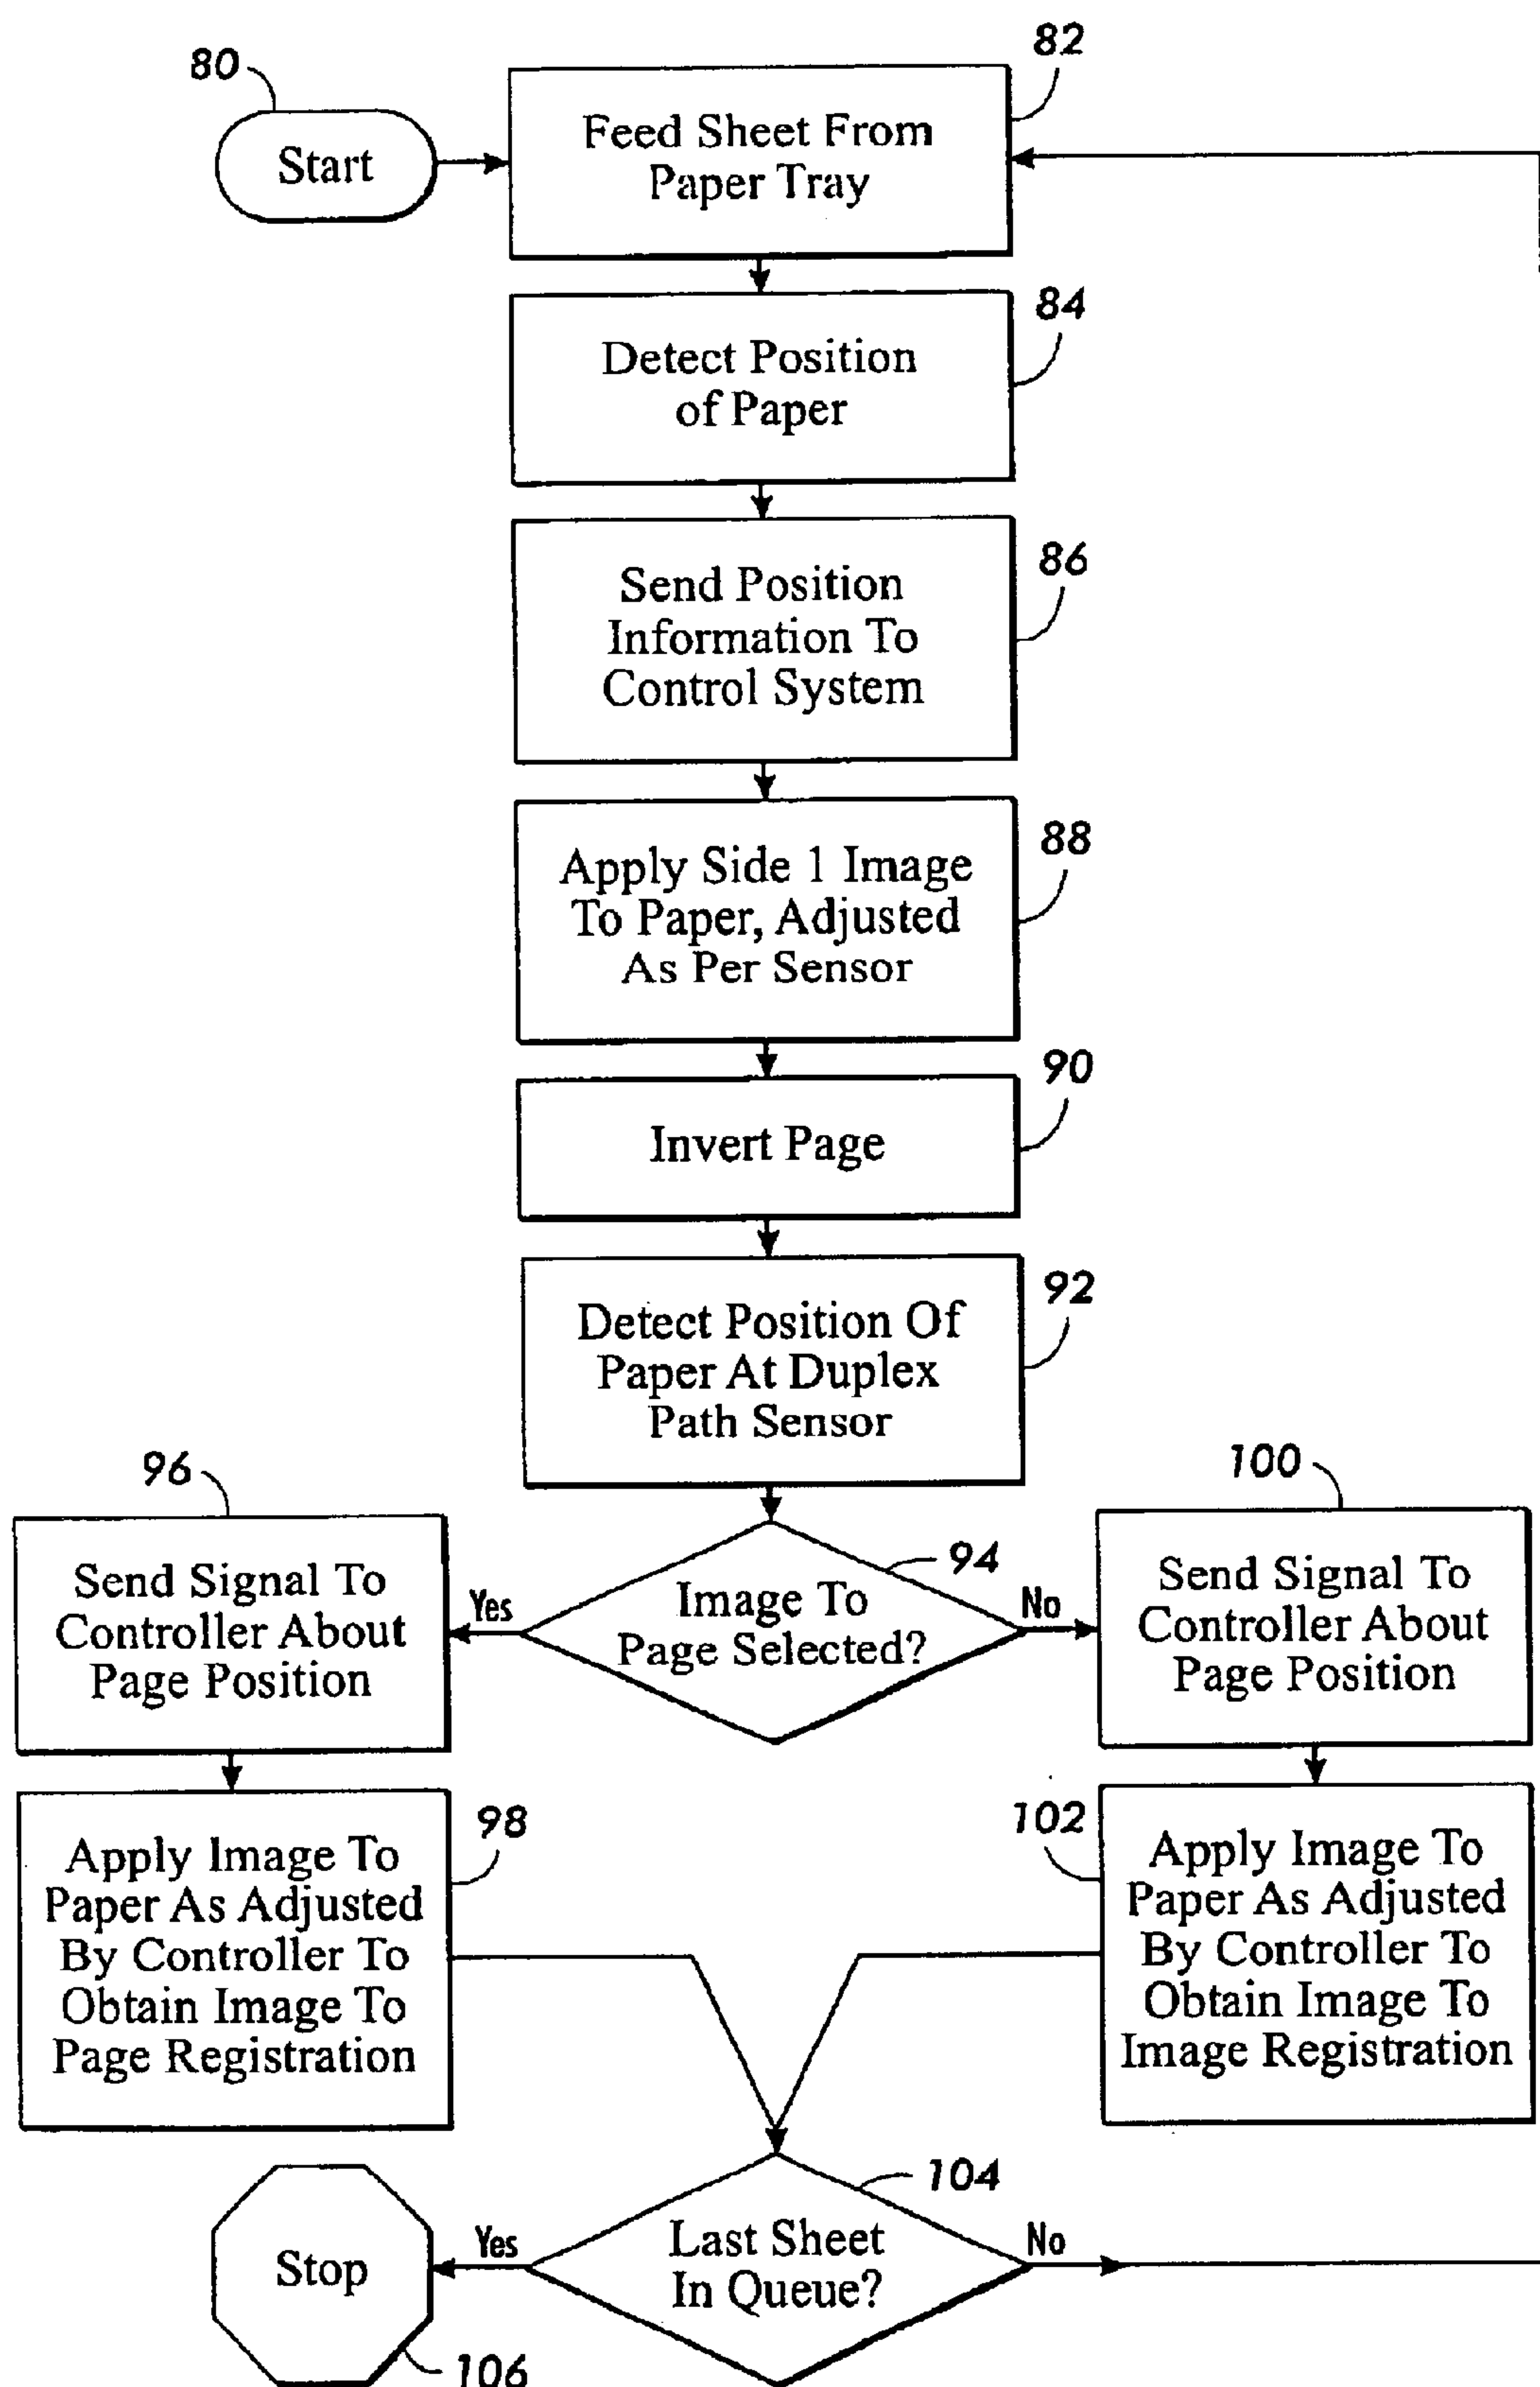 80
Start
82
Feed Sheet From
Paper Tray
84
Detect Position
of Paper
86
Send Position
Information To
Control System
88
Apply Side 1 Image
To Paper, Adjusted
As Per Sensor
90
Invert Page
92
Detect Position Of
Paper At Duplex
Path Sensor
94
Image To
Page Selected?
Yes
No
96
Send Signal To
Controller About
Page Position
100
Send Signal To
Controller About
Page Position
98
Apply Image To
Paper As Adjusted
By Controller To
Obtain Image To
Page Registration
102
Apply Image To
Paper As Adjusted
By Controller To
Obtain Image To
Image Registration
104
Last Sheet
In Queue?
Yes
No
Stop
106